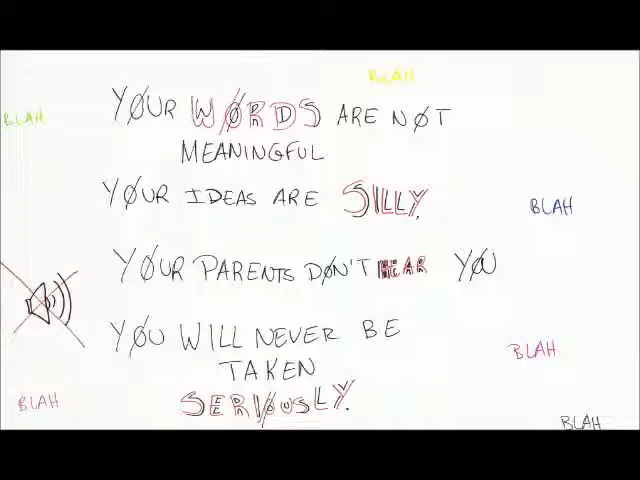 BLAH
BLAH
YOUR WORDS ARE NOT
MEANINGFUL
YOUR IDEAS ARE SILLY.
BLAH
YOUR PARENTS DON'T HEAR YOU
YOU WILL NEVER BE
TAKEN
BLAH
SERIOUSLY.
BLAH
BLAH